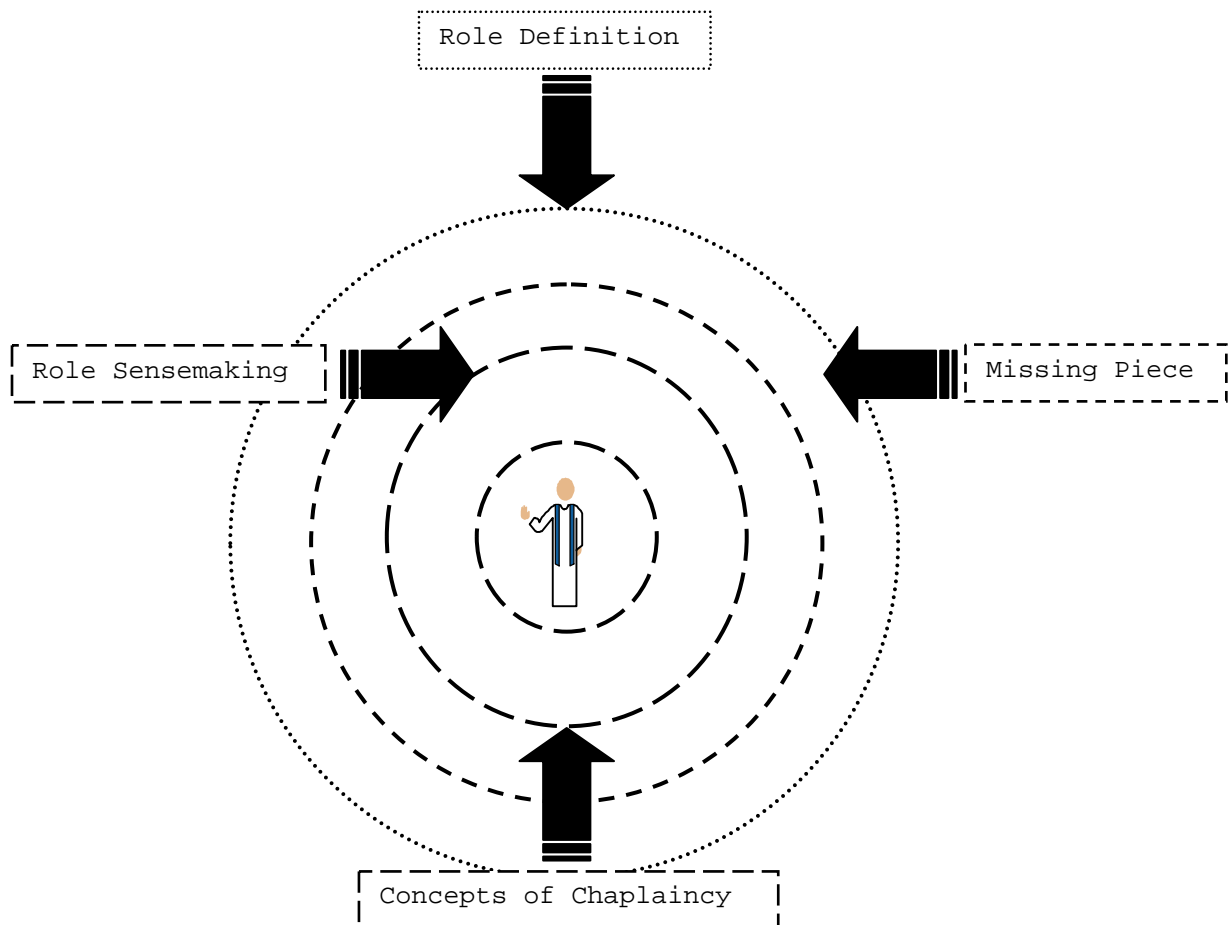 Role Definition
Role Sensemaking
Missing Piece
Concepts of Chaplaincy